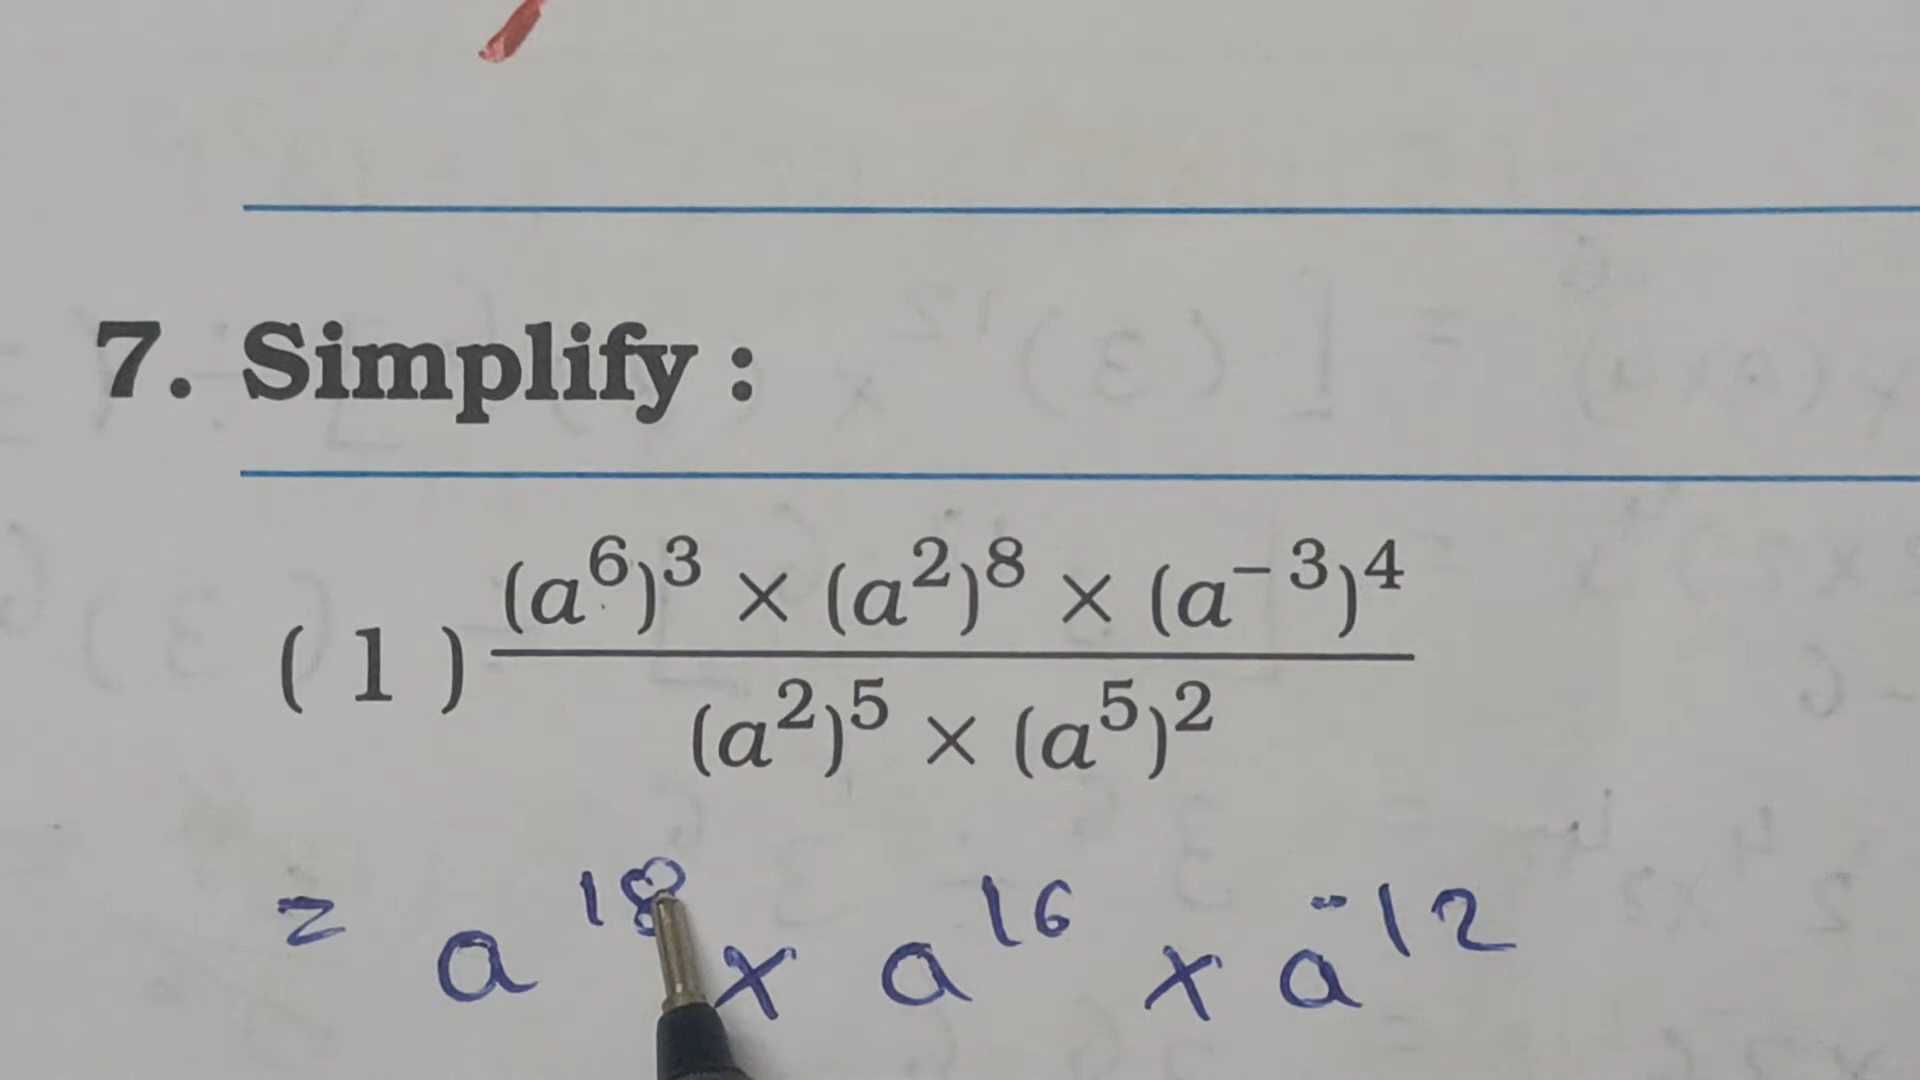 7. Simplify :
( 1 ) (a⁶)³ × (a²)⁸ × (a⁻³)⁴
(a²)⁵ × (a⁵)²
= a¹⁸ × a¹⁶ × a⁻¹²